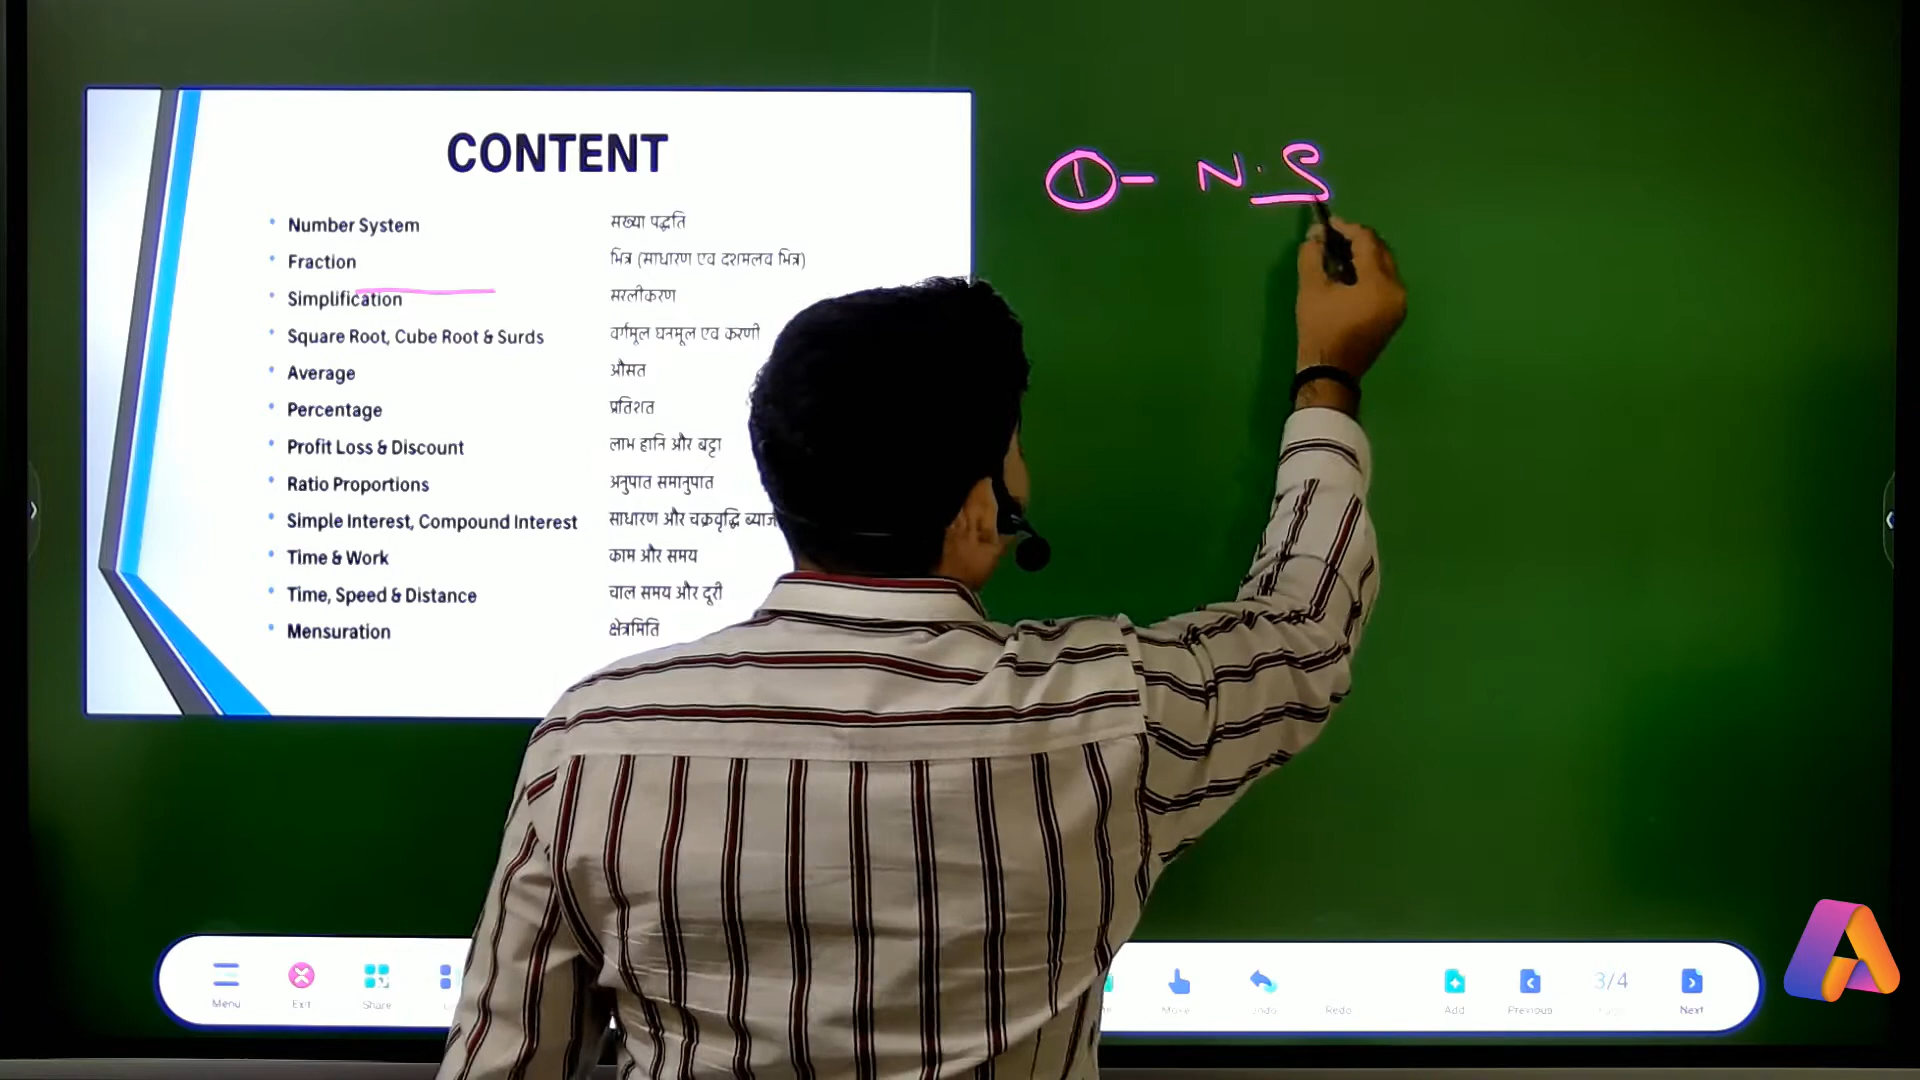 CONTENT
• Number System सख्या पद्धति
• Fraction भित्र (साधारण एव दशमलव भित्र)
• Simplification सरलीकरण
• Square Root, Cube Root & Surds वर्गमूल घनमूल एव करणी
• Average औसत
• Percentage प्रतिशत
• Profit Loss & Discount लाभ हानि और बट्टा
• Ratio Proportions अनुपात समानुपात
• Simple Interest, Compound Interest साधारण और चक्रवृद्धि ब्याज
• Time & Work काम और समय
• Time, Speed & Distance चाल समय और दूरी
• Mensuration क्षेत्रमिति
① - N.S
Menu Exit Share More Undo Redo Add Previous 3/4 Next